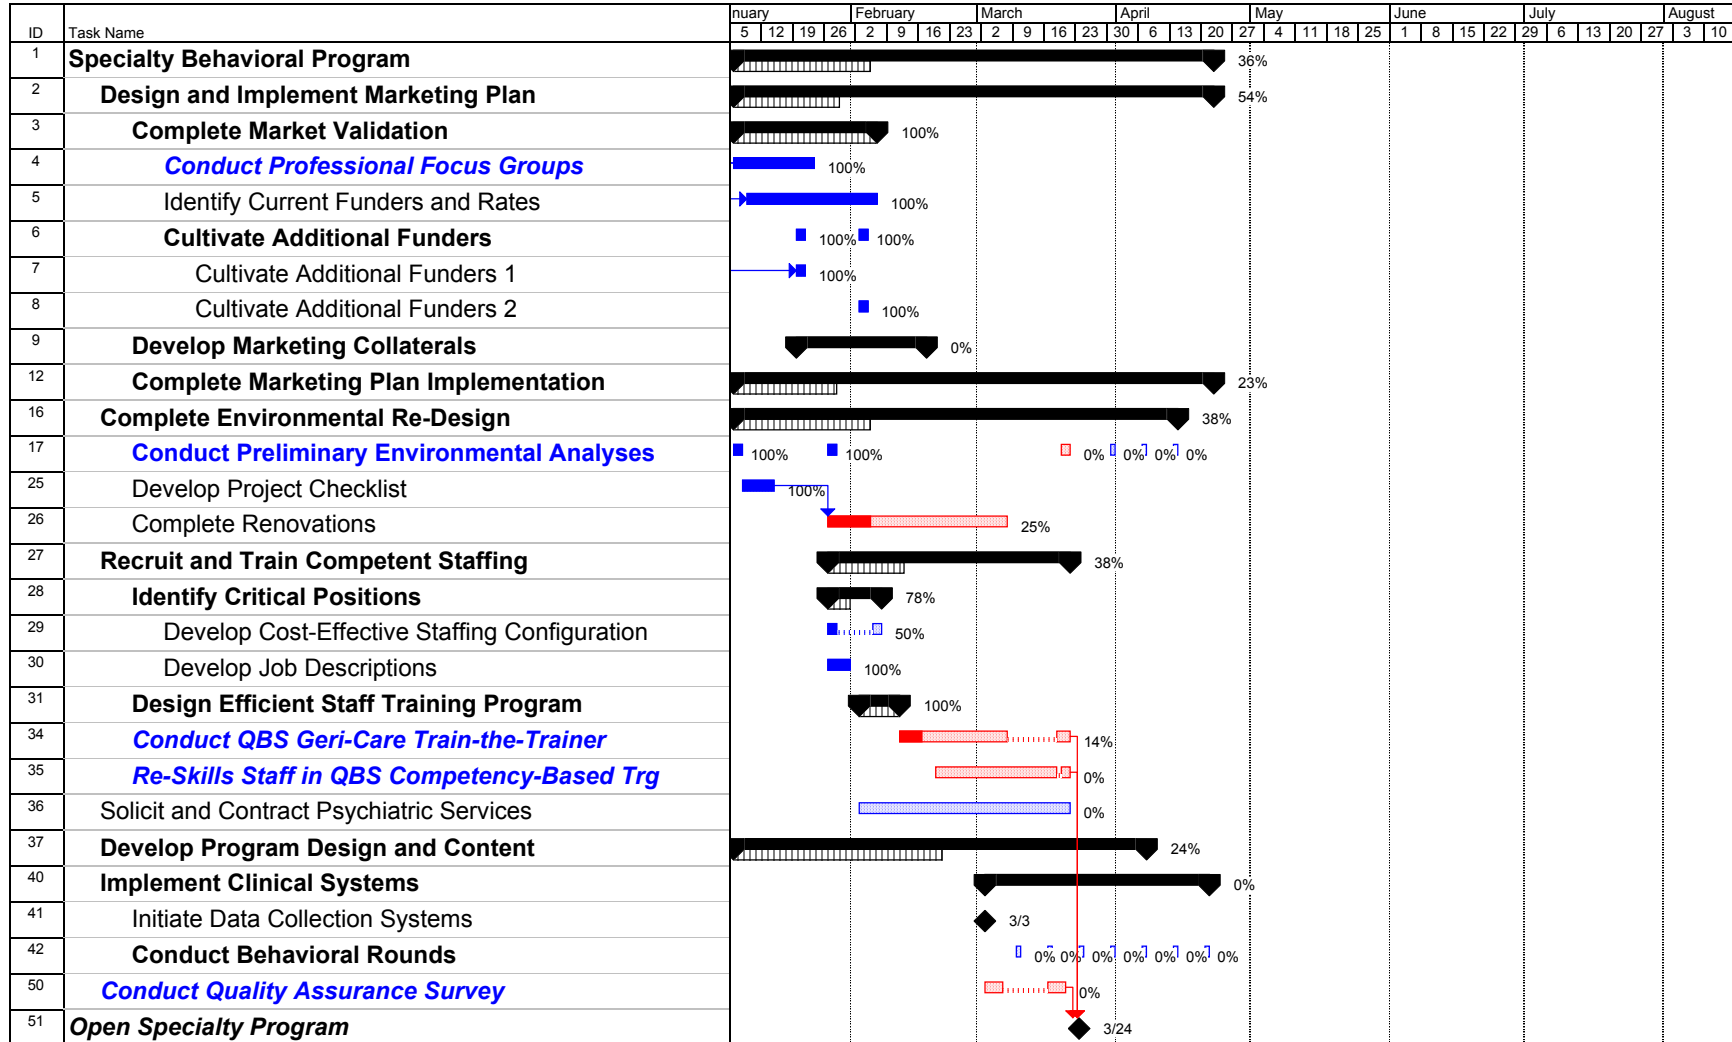 nuary February March April May June July August
ID Task Name 5 12 19 26 2 9 16 23 2 9 16 23 30 6 13 20 27 4 11 18 25 1 8 15 22 29 6 13 20 27 3 10
1 Specialty Behavioral Program 36%
2 Design and Implement Marketing Plan 54%
3 Complete Market Validation 100%
4 Conduct Professional Focus Groups 100%
5 Identify Current Funders and Rates 100%
6 Cultivate Additional Funders 100% 100%
7 Cultivate Additional Funders 1 100%
8 Cultivate Additional Funders 2 100%
9 Develop Marketing Collaterals 0%
12 Complete Marketing Plan Implementation 23%
16 Complete Environmental Re-Design 38%
17 Conduct Preliminary Environmental Analyses 100% 100% 0% 0% 0% 0%
25 Develop Project Checklist 100%
26 Complete Renovations 25%
27 Recruit and Train Competent Staffing 38%
28 Identify Critical Positions 78%
29 Develop Cost-Effective Staffing Configuration 50%
30 Develop Job Descriptions 100%
31 Design Efficient Staff Training Program 100%
34 Conduct QBS Geri-Care Train-the-Trainer 14%
35 Re-Skills Staff in QBS Competency-Based Trg 0%
36 Solicit and Contract Psychiatric Services 0%
37 Develop Program Design and Content 24%
40 Implement Clinical Systems 0%
41 Initiate Data Collection Systems 3/3
42 Conduct Behavioral Rounds 0% 0% 0% 0% 0% 0% 0%
50 Conduct Quality Assurance Survey 0%
51 Open Specialty Program 3/24